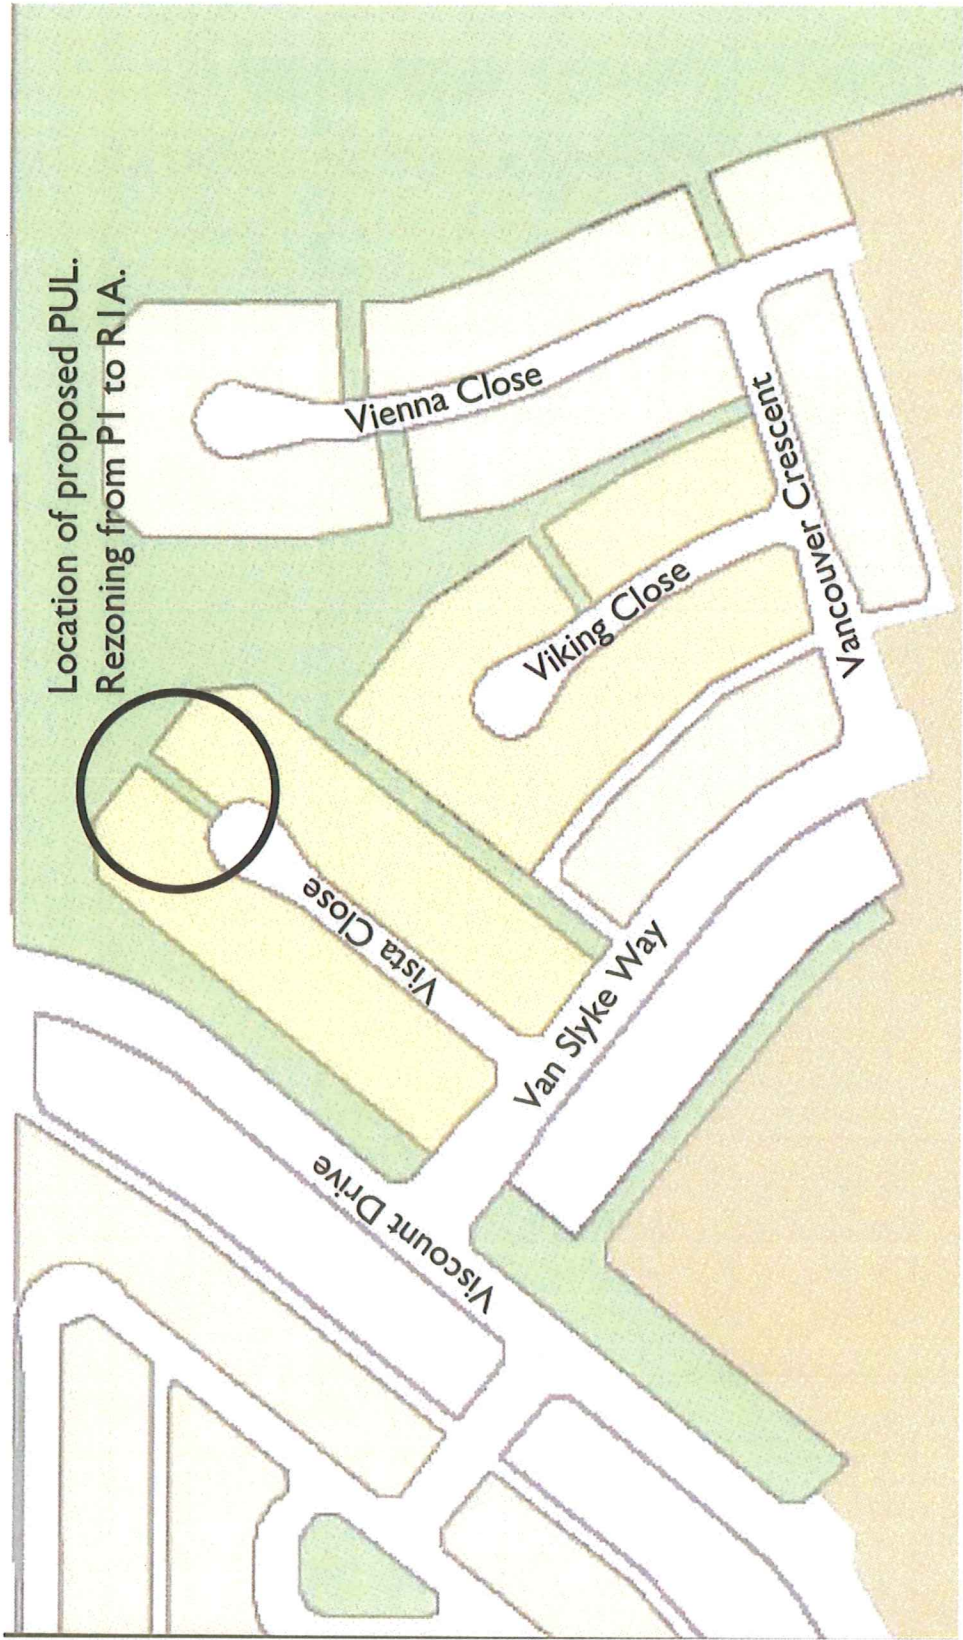 Location of proposed PUL.
Rezoning from P1 to R1A.
Vienna Close
Viking Close
Vancouver Crescent
Vista Close
Van Slyke Way
Viscount Drive